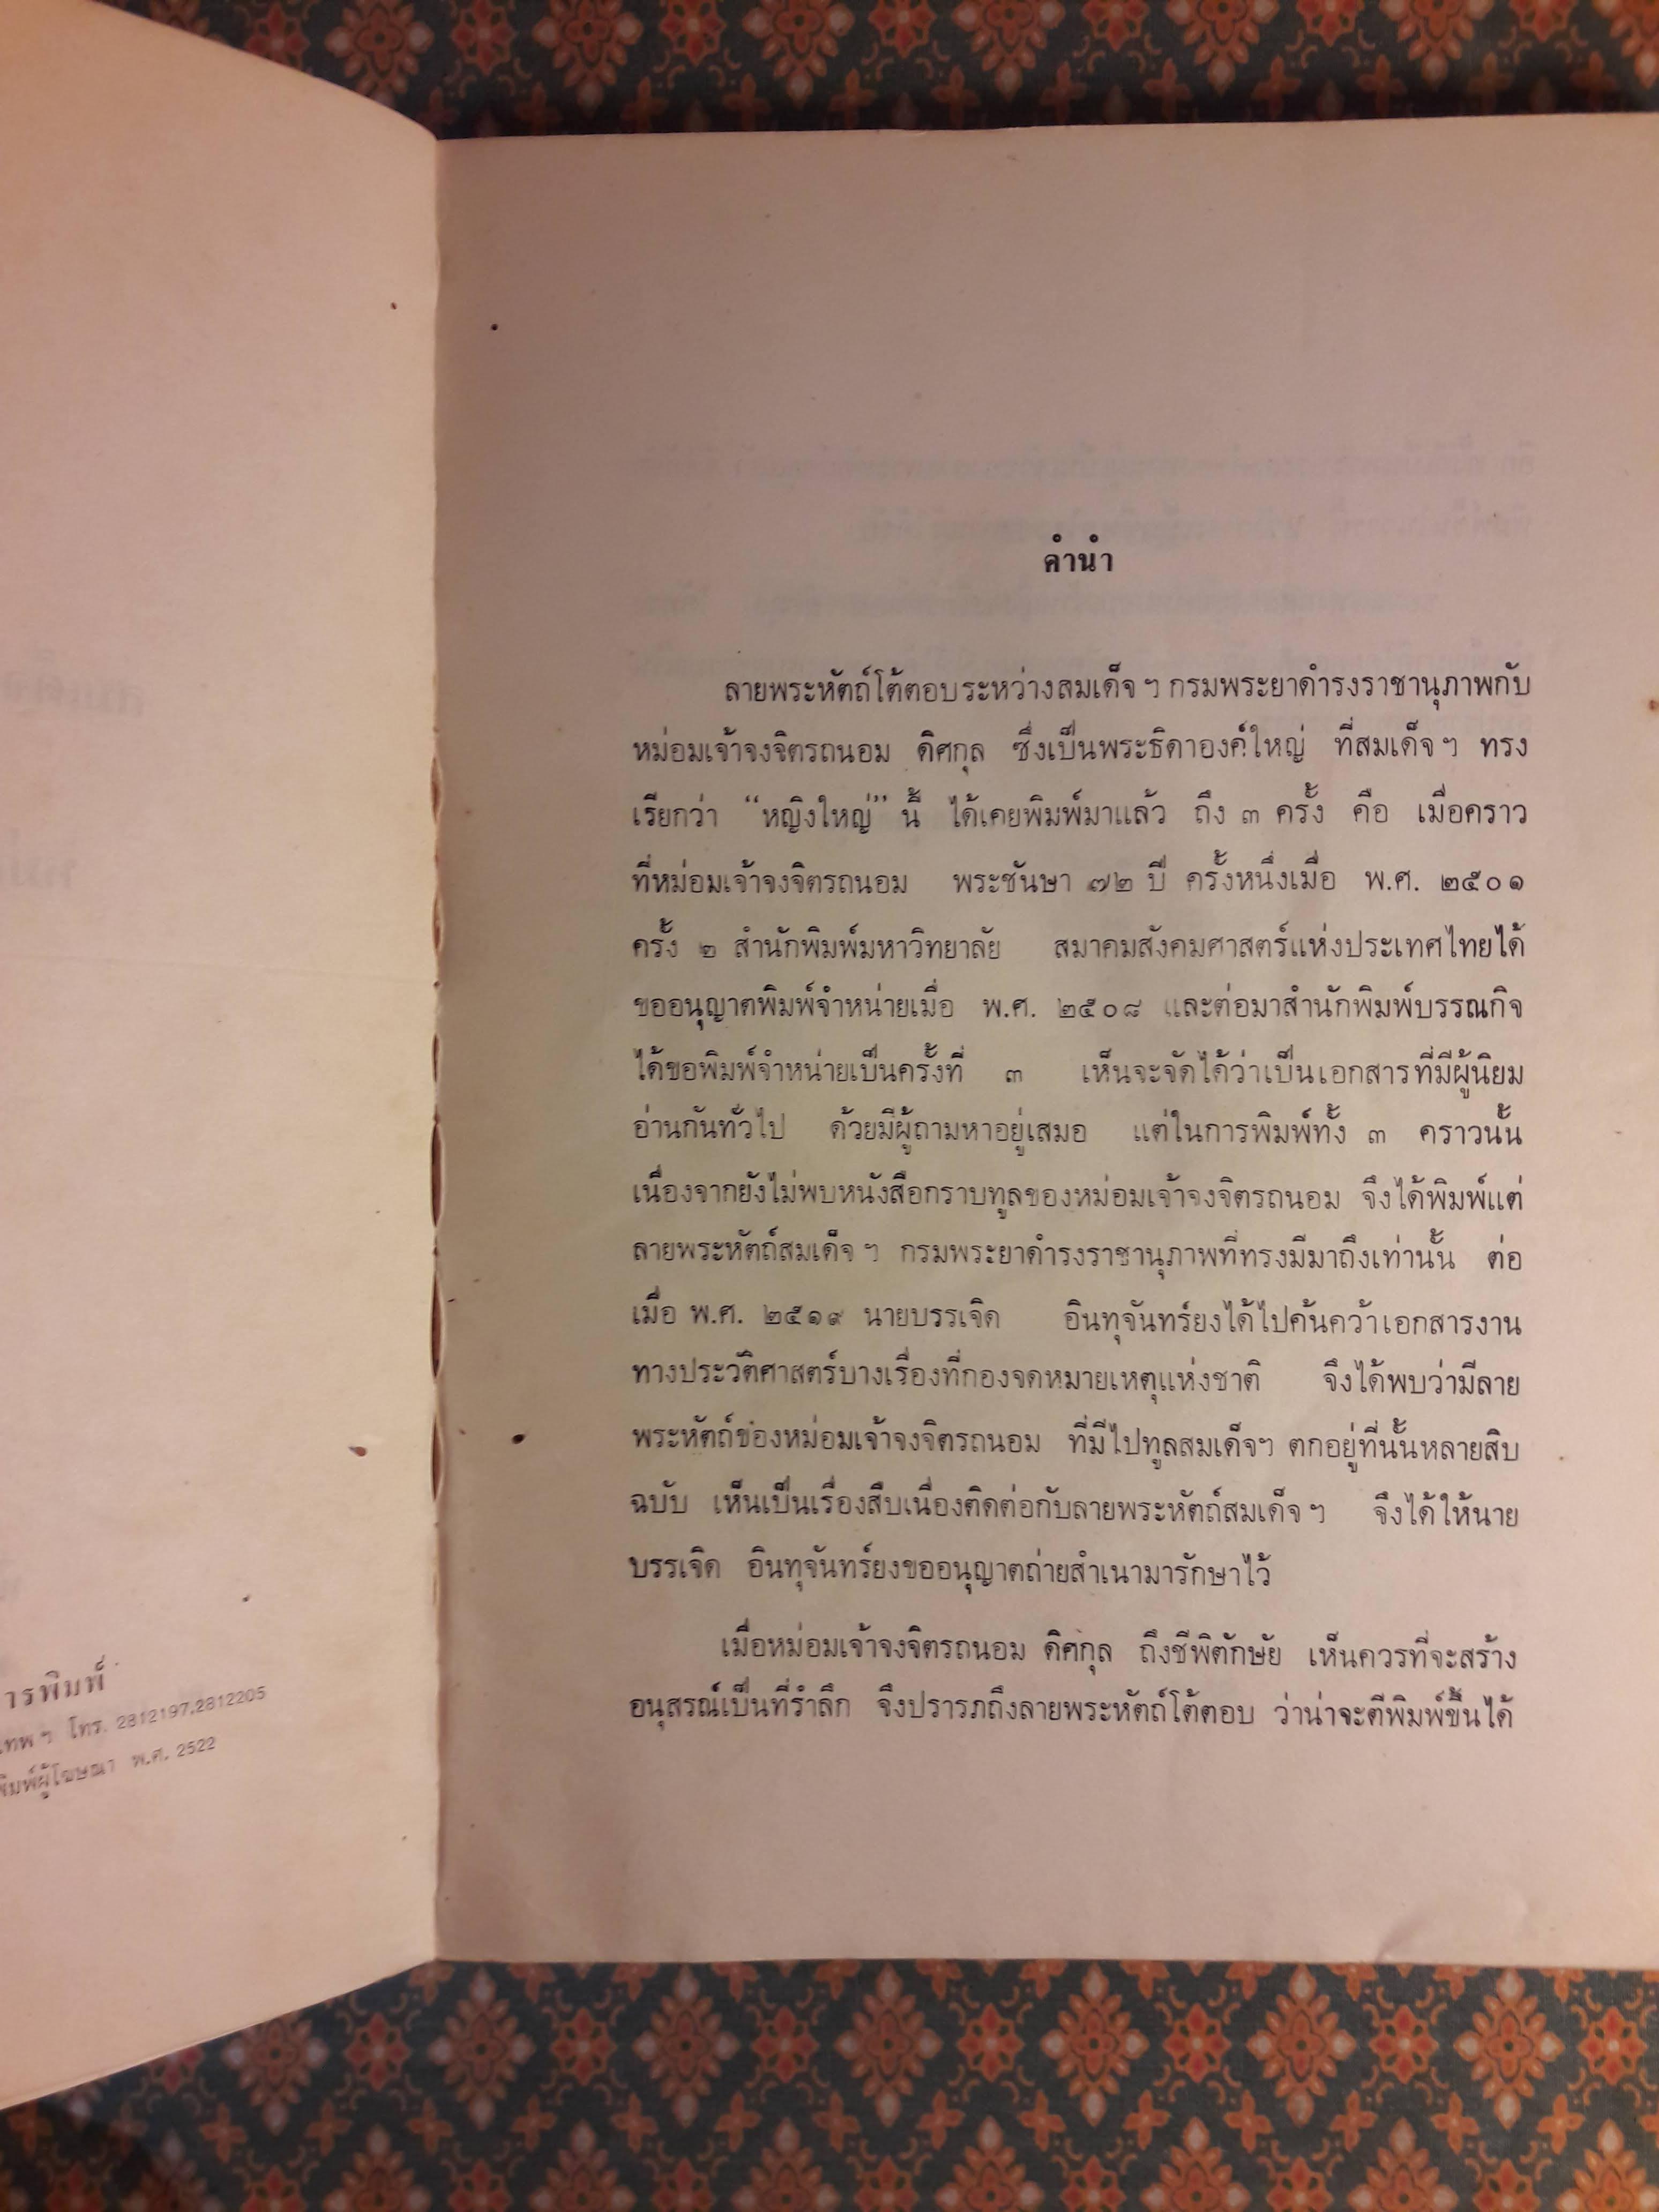 ารพิมพ์
เทพ ฯ โทร. 2812197,2812205
พิมพ์ผู้โฆษณา พ.ศ. 2522
คำนำ
ลายพระหัตถ์โต้ตอบระหว่างสมเด็จ ฯ กรมพระยาดำรงราชานุภาพกับ
หม่อมเจ้าจงจิตรถนอม ดิศกุล ซึ่งเป็นพระธิดาองค์ใหญ่ ที่สมเด็จ ฯ ทรง
เรียกว่า “หญิงใหญ่” นี้ ได้เคยพิมพ์มาแล้ว ถึง ๓ ครั้ง คือ เมื่อคราว
ที่หม่อมเจ้าจงจิตรถนอม พระชันษา ๗๒ ปี ครั้งหนึ่งเมื่อ พ.ศ. ๒๕๐๑
ครั้ง ๒ สำนักพิมพ์มหาวิทยาลัย สมาคมสังคมศาสตร์แห่งประเทศไทยได้
ขออนุญาตพิมพ์จำหน่ายเมื่อ พ.ศ. ๒๕๐๘ และต่อมาสำนักพิมพ์บรรณกิจ
ได้ขอพิมพ์จำหน่ายเป็นครั้งที่ ๓ เห็นจะจัดได้ว่าเป็นเอกสารที่มีผู้นิยม
อ่านกันทั่วไป ด้วยมีผู้ถามหาอยู่เสมอ แต่ในการพิมพ์ทั้ง ๓ คราวนั้น
เนื่องจากยังไม่พบหนังสือกราบทูลของหม่อมเจ้าจงจิตรถนอม จึงได้พิมพ์แต่
ลายพระหัตถ์สมเด็จ ฯ กรมพระยาดำรงราชานุภาพที่ทรงมีมาถึงเท่านั้น ต่อ
เมื่อ พ.ศ. ๒๕๑๙ นายบรรเจิด อินทุจันทร์ยงได้ไปค้นคว้าเอกสารงาน
ทางประวัติศาสตร์บางเรื่องที่กองจดหมายเหตุแห่งชาติ จึงได้พบว่ามีลาย
พระหัตถ์ของหม่อมเจ้าจงจิตรถนอม ที่มีไปทูลสมเด็จฯ ตกอยู่ที่นั้นหลายสิบ
ฉบับ เห็นเป็นเรื่องสืบเนื่องติดต่อกับลายพระหัตถ์สมเด็จ ฯ จึงได้ให้นาย
บรรเจิด อินทุจันทร์ยงขออนุญาตถ่ายสำเนามารักษาไว้
เมื่อหม่อมเจ้าจงจิตรถนอม ดิศกุล ถึงชีพิตักษัย เห็นควรที่จะสร้าง
อนุสรณ์เป็นที่รำลึก จึงปรารภถึงลายพระหัตถ์โต้ตอบ ว่าน่าจะตีพิมพ์ขึ้นได้